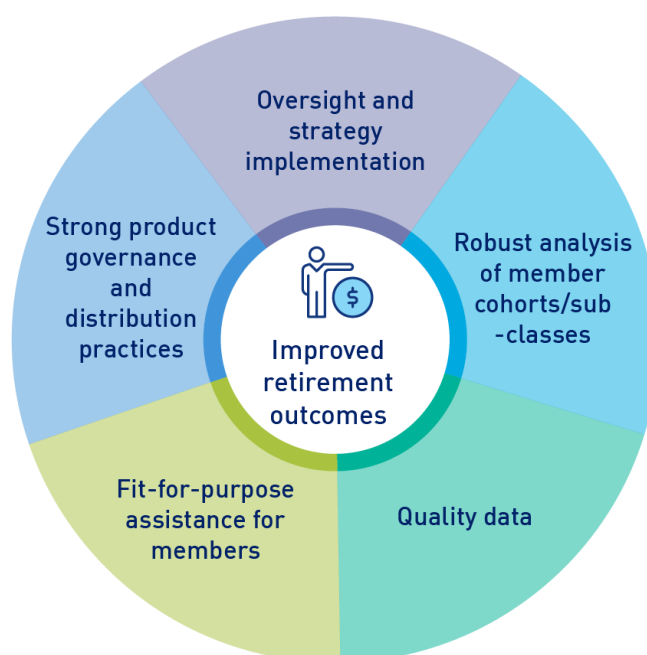 Oversight and
strategy
implementation
Robust analysis
of member
cohorts/sub
-classes
Quality data
Fit-for-purpose
assistance for
members
Strong product
governance
and
distribution
practices
$
Improved
retirement
outcomes